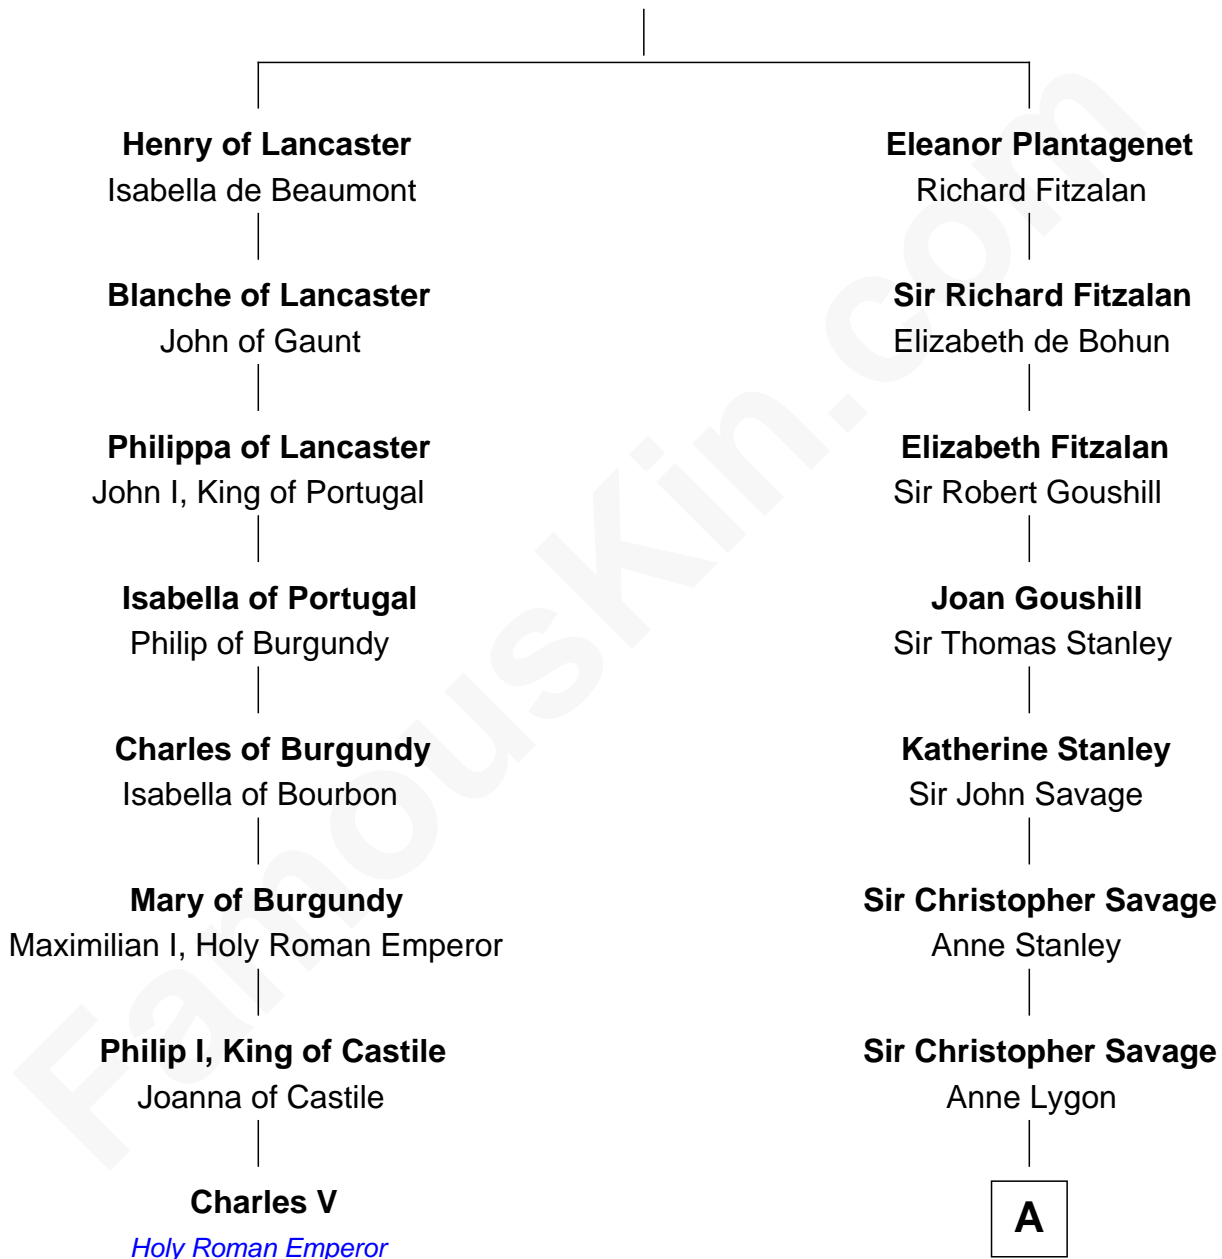 Henry of Lancaster
Isabella de Beaumont
Blanche of Lancaster
John of Gaunt
Philippa of Lancaster
John I, King of Portugal
Isabella of Portugal
Philip of Burgundy
Charles of Burgundy
Isabella of Bourbon
Mary of Burgundy
Maximilian I, Holy Roman Emperor
Philip I, King of Castile
Joanna of Castile
Charles V
Holy Roman Emperor
Eleanor Plantagenet
Richard Fitzalan
Sir Richard Fitzalan
Elizabeth de Bohun
Elizabeth Fitzalan
Sir Robert Goushill
Joan Goushill
Sir Thomas Stanley
Katherine Stanley
Sir John Savage
Sir Christopher Savage
Anne Stanley
Sir Christopher Savage
Anne Lygon
A
FamousKin.com